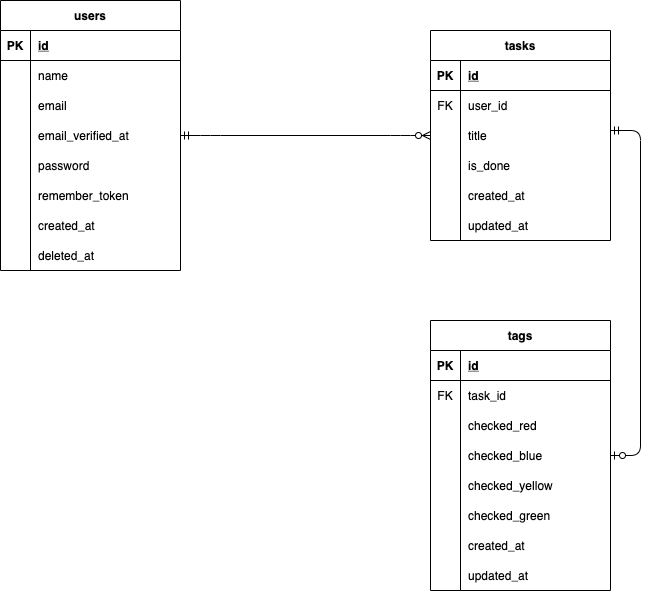 users
PK id
name
email
email_verified_at
password
remember_token
created_at
deleted_at
tasks
PK id
FK user_id
title
is_done
created_at
updated_at
tags
PK id
FK task_id
checked_red
checked_blue
checked_yellow
checked_green
created_at
updated_at